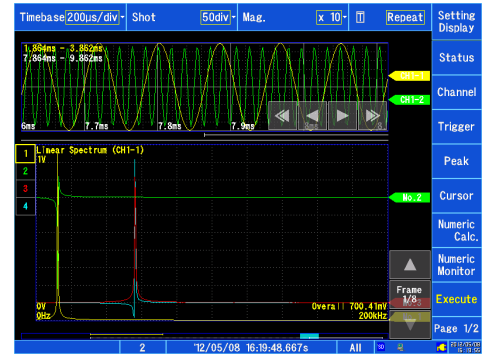 Timebase 200µs/div Shot 50div Mag. x 10 Repeat
Setting
Display
1.864ms - 3.862ms
7.864ms - 9.862ms
Status
CH1-1
Channel
CH1-2
Trigger
6ms 7.7ms 7.8ms 7.9ms
1 Linear Spectrum (CH1-1)
1V
Peak
2
3
4
No.2
Cursor
Numeric
Calc.
Numeric
Monitor
Frame
1/8
Execute
0V Overall 700.41mV
0Hz 200kHz
Page 1/2
2 '12/05/08 16:19:48.667s All